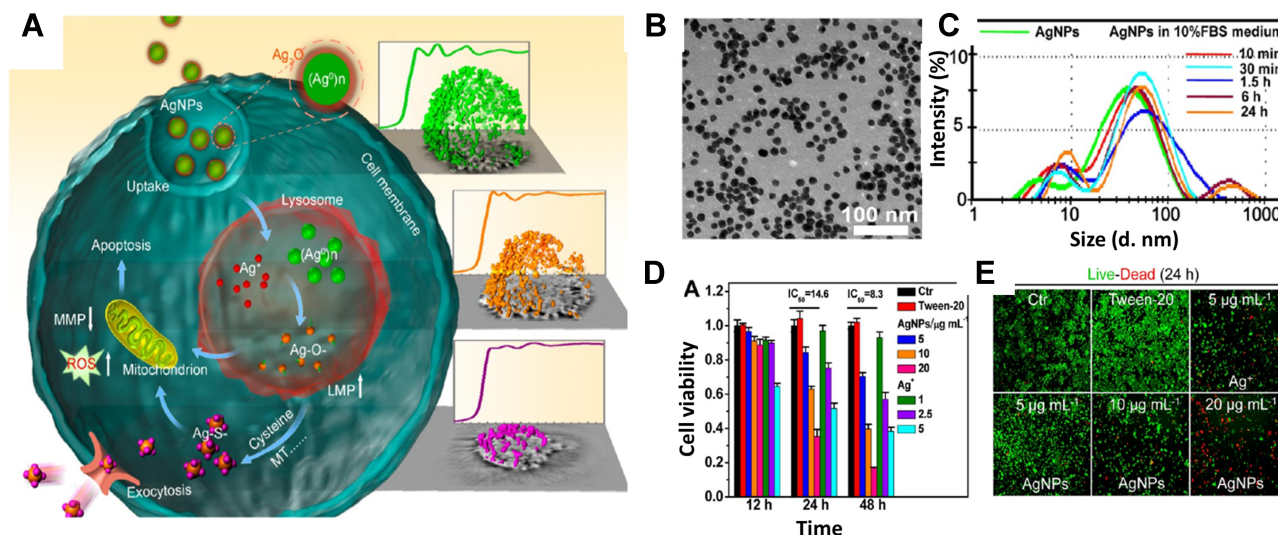 A
Ag2O
(Ag⁰)n
AgNPs
Uptake
Cell membrane
Lysosome
Apoptosis
(Ag⁰)n
Ag⁺
MMP
ROS
Mitochondrion
Ag-O-
LMP
Ag-S-
Cysteine
MT......
Exocytosis
B
100 nm
C
AgNPs
AgNPs in 10%FBS medium
10 min
30 min
1.5 h
6 h
24 h
Intensity (%)
10
5
0
1
10
100
1000
Size (d. nm)
D
A
Cell viability
1.2
1.0
0.8
0.6
0.4
0.2
0.0
IC50=14.6
IC50=8.3
Ctr
Tween-20
AgNPs/μg mL⁻¹
5
10
20
Ag⁺
1
2.5
5
12 h
24 h
48 h
Time
E
Live-Dead (24 h)
Ctr
Tween-20
5 μg mL⁻¹
Ag⁺
5 μg mL⁻¹
10 μg mL⁻¹
20 μg mL⁻¹
AgNPs
AgNPs
AgNPs